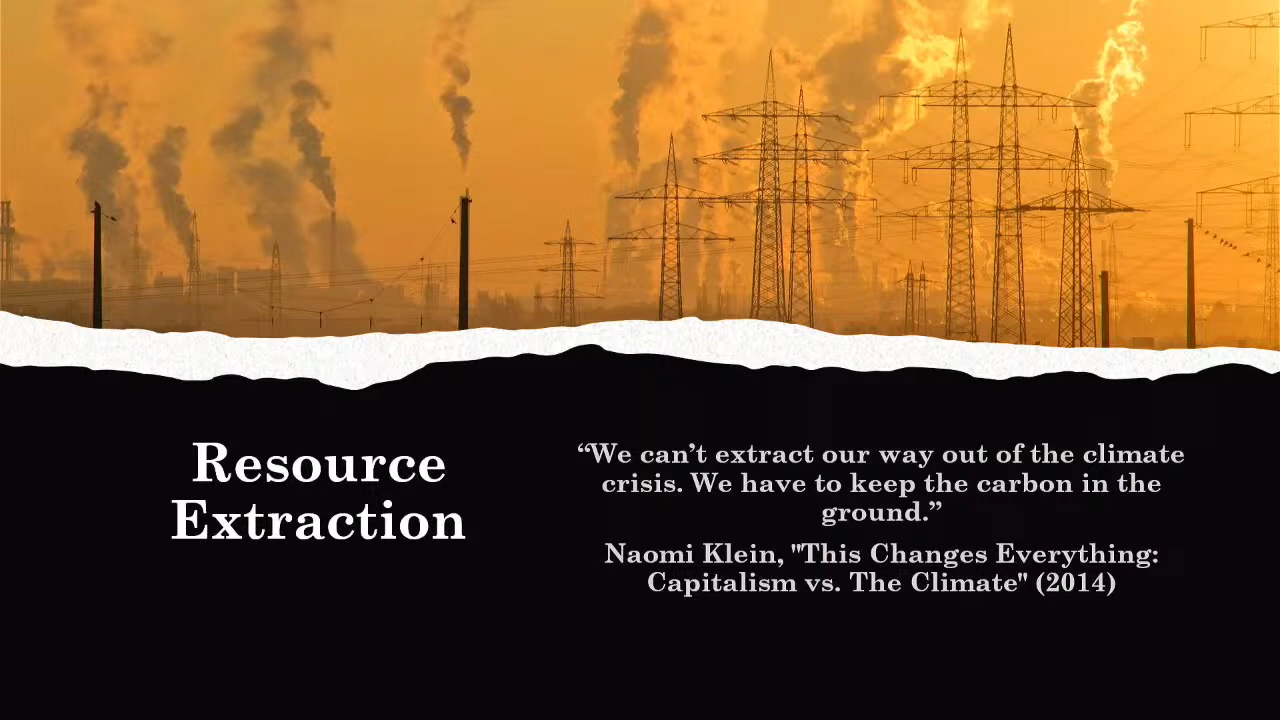 Resource
Extraction
“We can’t extract our way out of the climate
crisis. We have to keep the carbon in the
ground.”
Naomi Klein, "This Changes Everything:
Capitalism vs. The Climate" (2014)